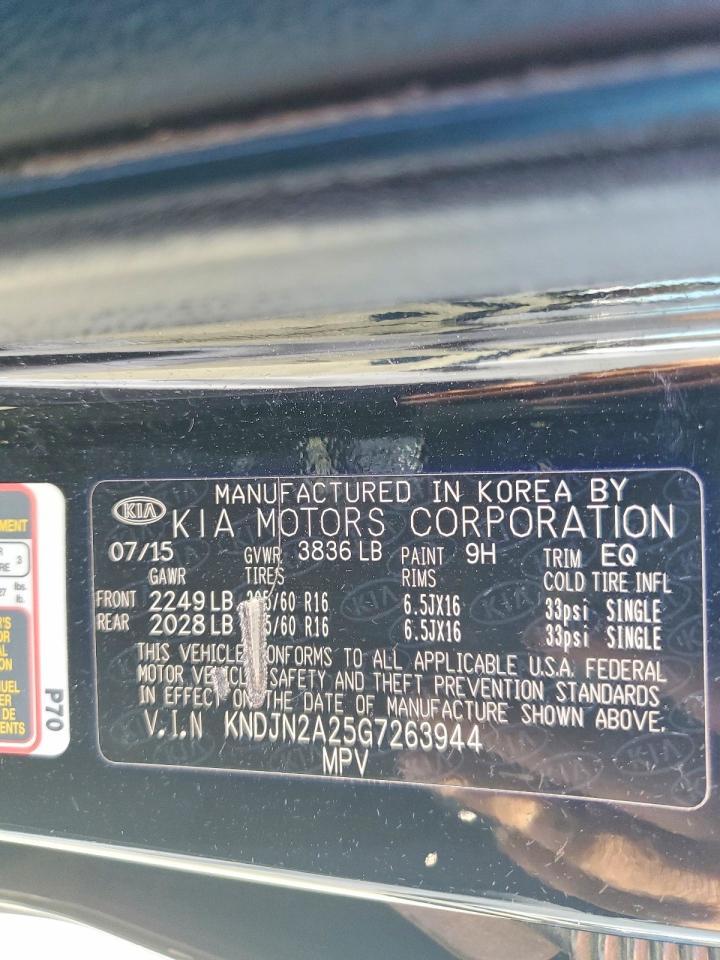 MANUFACTURED IN KOREA BY
KIA KIA MOTORS CORPORATION
07/15 GVWR 3836 LB PAINT 9H TRIM EQ
GAWR TIRES RIMS COLD TIRE INFL
FRONT 2249 LB /60 R16 6.5JX16 33psi SINGLE
REAR 2028 LB /60 R16 6.5JX16 33psi SINGLE
THIS VEHICLE CONFORMS TO ALL APPLICABLE U.S.A. FEDERAL
MOTOR VEHICLE SAFETY AND THEFT PREVENTION STANDARDS
IN EFFECT ON THE DATE OF MANUFACTURE SHOWN ABOVE.
V.I.N KNDJN2A25G7263944
MPV
P70